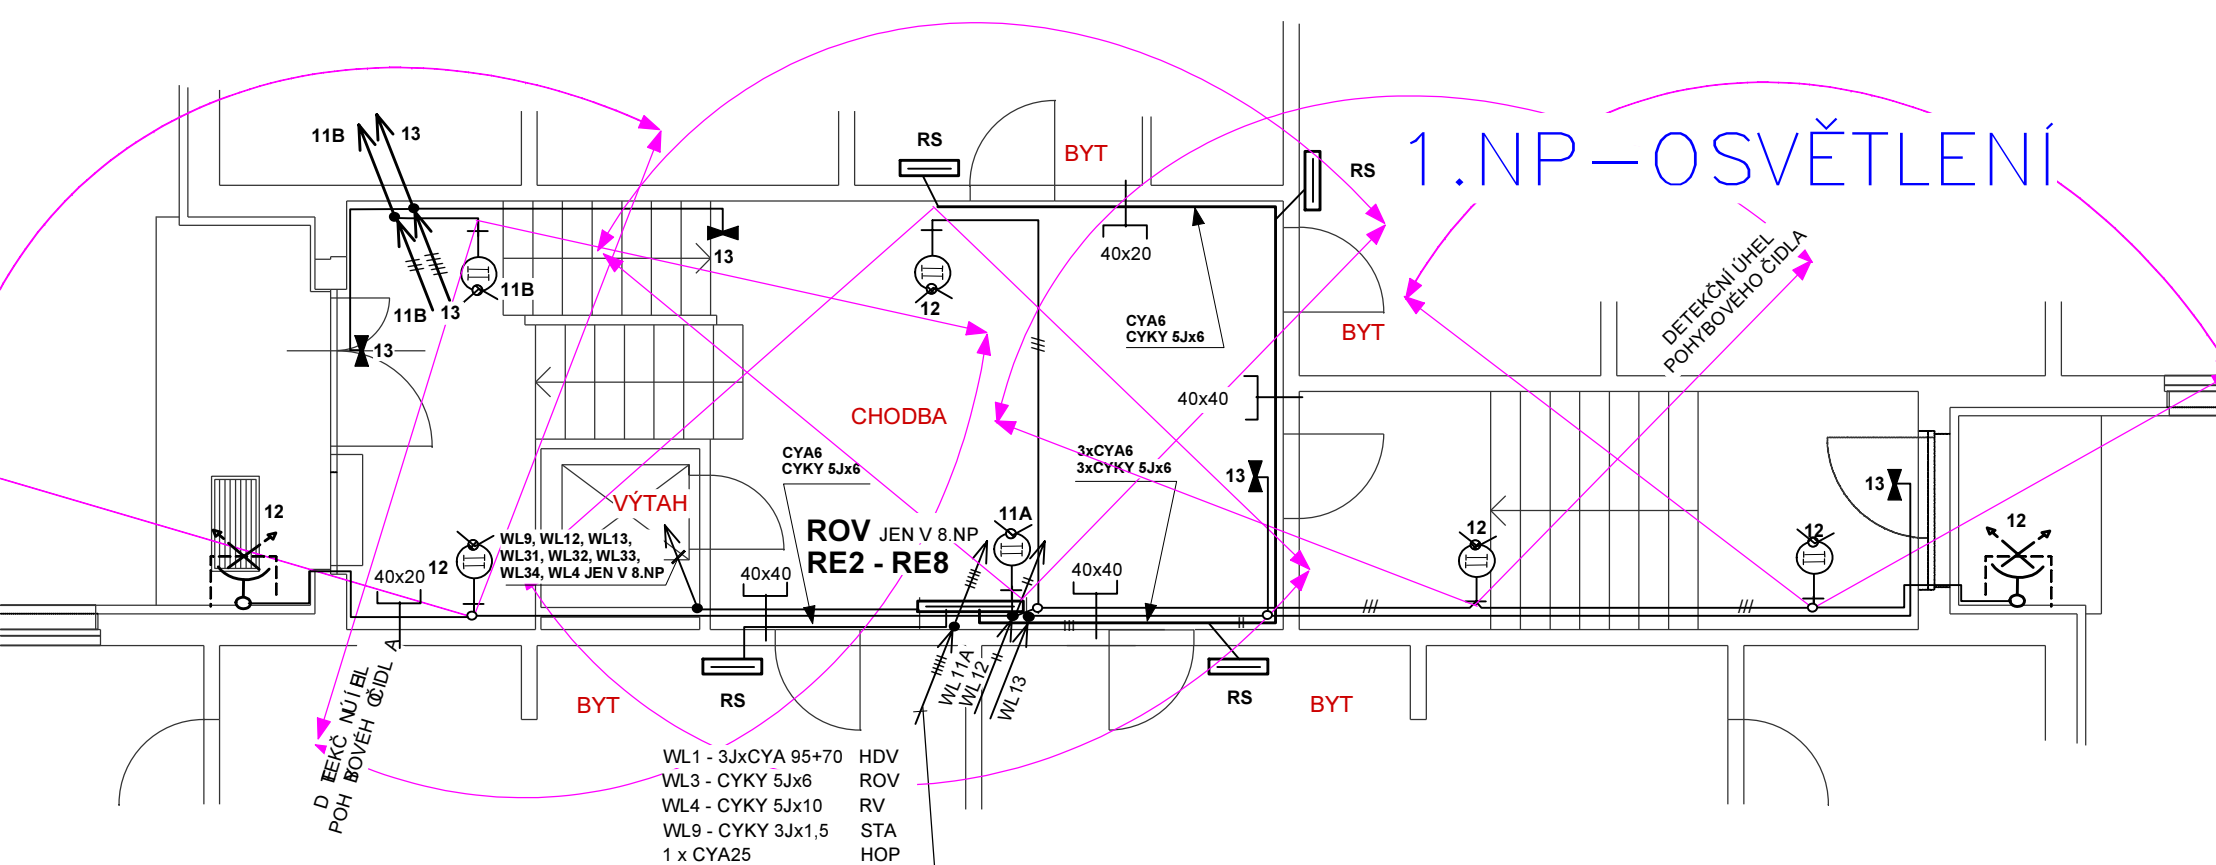 1.NP-OSVĚTLENÍ
11B
13
RS
BYT
RS
13
40x20
11B
11B
13
12
13
CYA6
CYKY 5Jx6
BYT
DETEKČNÍ ÚHEL
POHYBOVÉHO ČIDLA
40x40
CHODBA
CYA6
CYKY 5Jx6
3xCYA6
3xCYKY 5Jx6
13
13
VÝTAH
12
11A
12
12
12
ROV JEN V 8.NP
RE2 - RE8
WL9, WL12, WL13,
WL31, WL32, WL33,
WL34, WL4 JEN V 8.NP
40x20
12
40x40
40x40
WL11A
WL12
WL13
RS
BYT
RS
BYT
WL1 - 3JxCYA 95+70 HDV
WL3 - CYKY 5Jx6 ROV
WL4 - CYKY 5Jx10 RV
WL9 - CYKY 3Jx1,5 STA
1 x CYA25 HOP